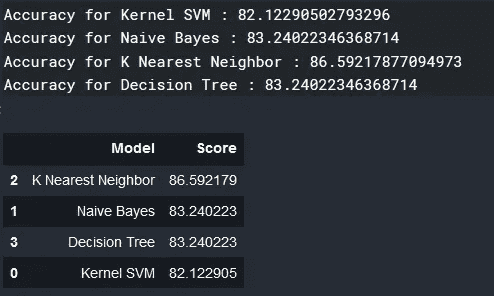 Accuracy for Kernel SVM : 82.12290502793296
Accuracy for Naive Bayes : 83.24022346368714
Accuracy for K Nearest Neighbor : 86.59217877094973
Accuracy for Decision Tree : 83.24022346368714
Model Score
2 K Nearest Neighbor 86.592179
1 Naive Bayes 83.240223
3 Decision Tree 83.240223
0 Kernel SVM 82.122905